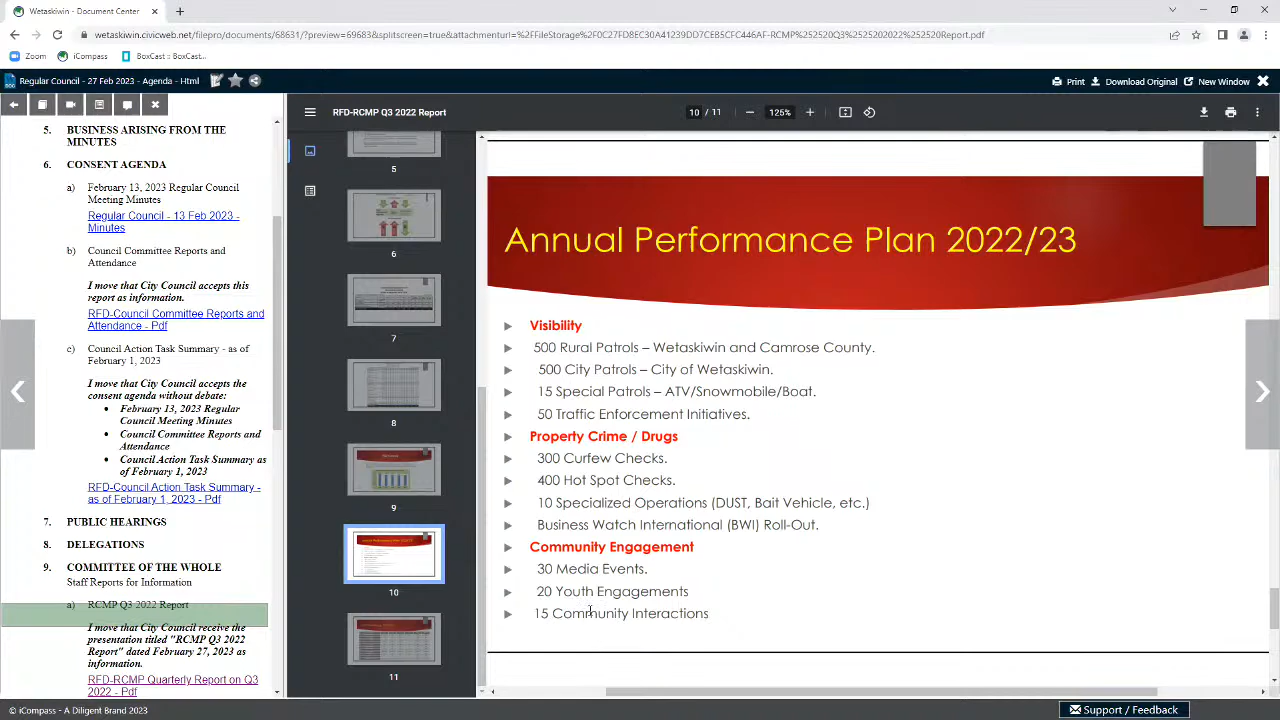 Wetaskiwin - Document Center
wetaskiwin.civicweb.net/filepro/documents/68631/?preview=69683&splitscreen=true&attachmenturl=%2FFileStorage%2F0C27FD8EC30A41239DD7CEB5CFC446AF-RCMP%252520Q3%2525202022%252520Report.pdf
Zoom
iCompass
BoxCast :: BoxCast...
Regular Council - 27 Feb 2023 - Agenda - Html
Print
Download Original
New Window
5. BUSINESS ARISING FROM THE
MINUTES
6. CONSENT AGENDA
a) February 13, 2023 Regular Council
Meeting Minutes
Regular Council - 13 Feb 2023 -
Minutes
b) Council Committee Reports and
Attendance
I move that City Council accepts this
report as information.
RFD-Council Committee Reports and
Attendance - Pdf
c) Council Action Task Summary - as of
February 1, 2023
I move that City Council accepts the
consent agenda without debate:
• February 13, 2023 Regular
Council Meeting Minutes
• Council Committee Reports and
Attendance
• Council Action Task Summary as
of February 1, 2023
RFD-Council Action Task Summary -
as of February 1, 2023 - Pdf
7. PUBLIC HEARINGS
8. DELEGATIONS
9. COMMITTEE OF THE WHOLE
Staff Reports for Information
a) RCMP Q3 2022 Report
I move that City Council receive the
presentation titled "RCMP Q3 2022
Report" dated February 27, 2023 as
information.
RFD-RCMP Quarterly Report on Q3
2022 - Pdf
RFD-RCMP Q3 2022 Report
10 / 11
125%
5
6
7
8
9
10
11
Annual Performance Plan 2022/23
Visibility
500 Rural Patrols – Wetaskiwin and Camrose County.
500 City Patrols – City of Wetaskiwin.
15 Special Patrols – ATV/Snowmobile/Boat.
50 Traffic Enforcement Initiatives.
Property Crime / Drugs
300 Curfew Checks.
400 Hot Spot Checks.
10 Specialized Operations (DUST, Bait Vehicle, etc.)
Business Watch International (BWI) Roll-Out.
Community Engagement
30 Media Events.
20 Youth Engagements
15 Community Interactions
© iCompass - A Diligent Brand 2023
Support / Feedback